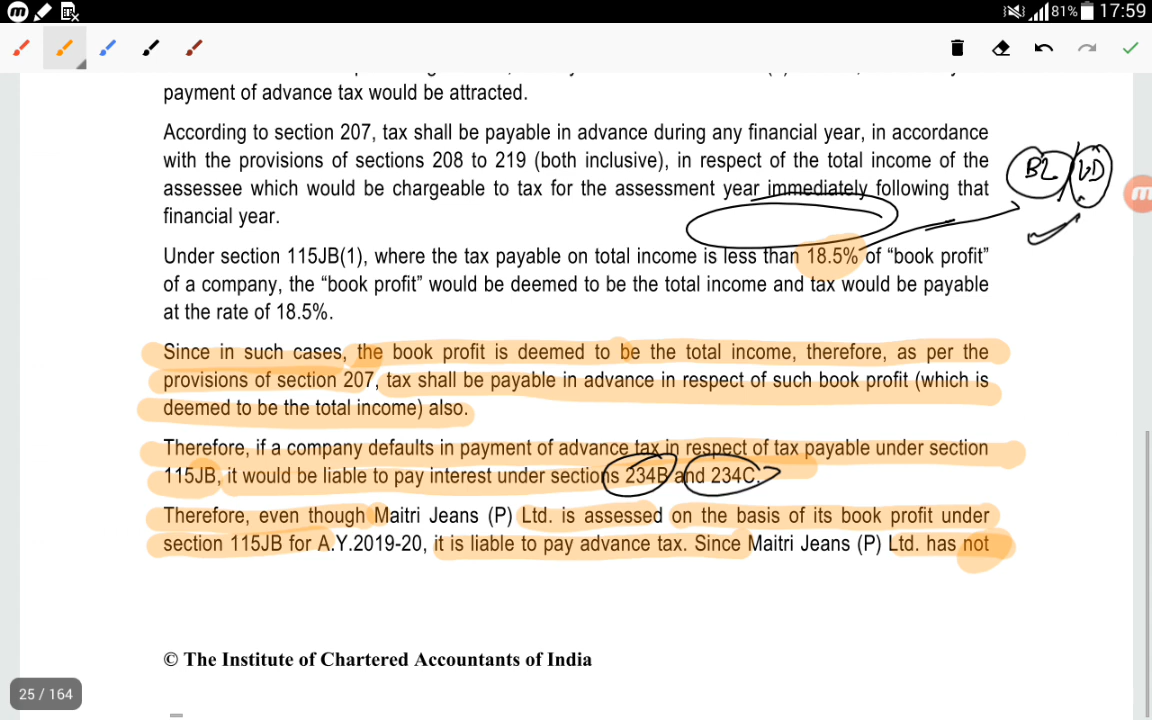 81% 17:59
payment of advance tax would be attracted.
According to section 207, tax shall be payable in advance during any financial year, in accordance
with the provisions of sections 208 to 219 (both inclusive), in respect of the total income of the
assessee which would be chargeable to tax for the assessment year immediately following that
financial year.
BL UD
Under section 115JB(1), where the tax payable on total income is less than 18.5% of “book profit”
of a company, the “book profit” would be deemed to be the total income and tax would be payable
at the rate of 18.5%.
Since in such cases, the book profit is deemed to be the total income, therefore, as per the
provisions of section 207, tax shall be payable in advance in respect of such book profit (which is
deemed to be the total income) also.
Therefore, if a company defaults in payment of advance tax in respect of tax payable under section
115JB, it would be liable to pay interest under sections 234B and 234C.
Therefore, even though Maitri Jeans (P) Ltd. is assessed on the basis of its book profit under
section 115JB for A.Y.2019-20, it is liable to pay advance tax. Since Maitri Jeans (P) Ltd. has not
© The Institute of Chartered Accountants of India
25 / 164